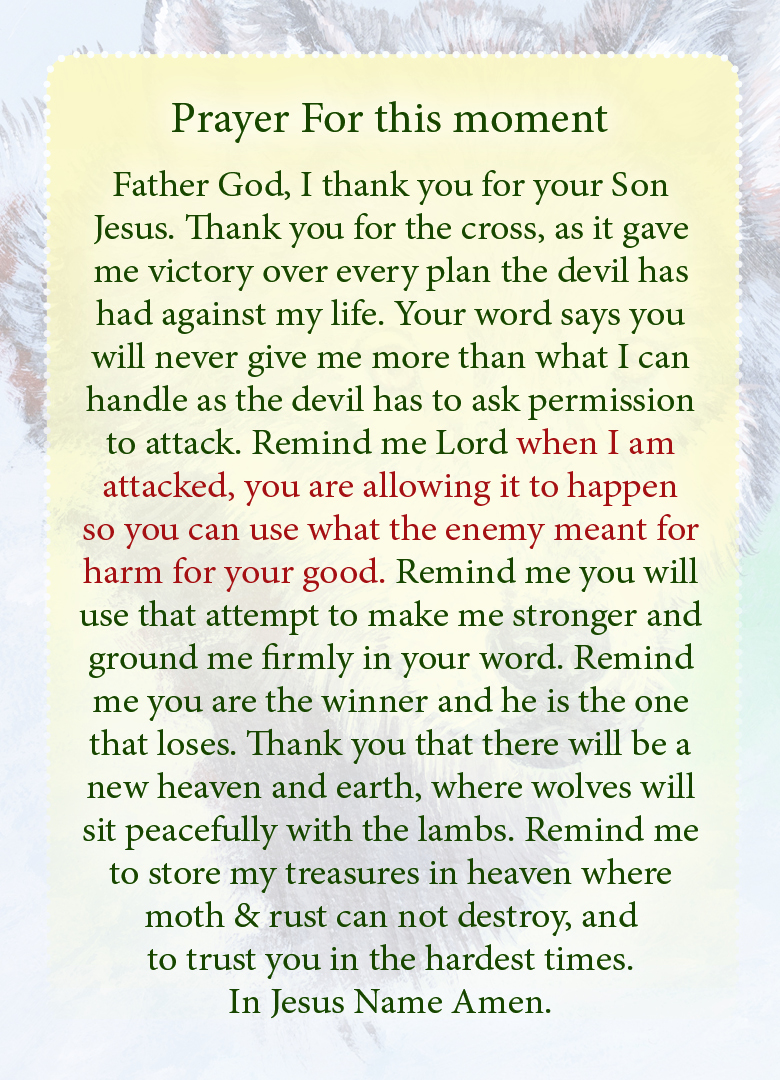 Prayer For this moment
Father God, I thank you for your Son
Jesus. Thank you for the cross, as it gave
me victory over every plan the devil has
had against my life. Your word says you
will never give me more than what I can
handle as the devil has to ask permission
to attack. Remind me Lord when I am
attacked, you are allowing it to happen
so you can use what the enemy meant for
harm for your good. Remind me you will
use that attempt to make me stronger and
ground me firmly in your word. Remind
me you are the winner and he is the one
that loses. Thank you that there will be a
new heaven and earth, where wolves will
sit peacefully with the lambs. Remind me
to store my treasures in heaven where
moth & rust can not destroy, and
to trust you in the hardest times.
In Jesus Name Amen.